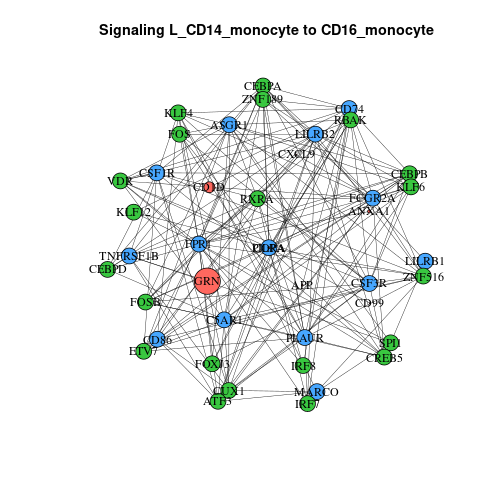 Signaling L_CD14_monocyte to CD16_monocyte
CEBPA
ZNF189
CD74
KLF4
RBAK
ASGR1
FOS
LILRB2
CXCL9
CSF1R
CEBPB
VDR
CD1D
KLF6
RXRA
FCGR2A
KLF12
ANXA1
FPR1
TNFRSF1B
LILRB1
CEBPD
ZNF516
GRN
CSF3R
APP
FOSB
CD99
C5AR1
CD86
PLAUR
SPI1
ETV7
CREB5
FOXJ3
IRF8
CUX1
MARCO
ATF3
IRF7